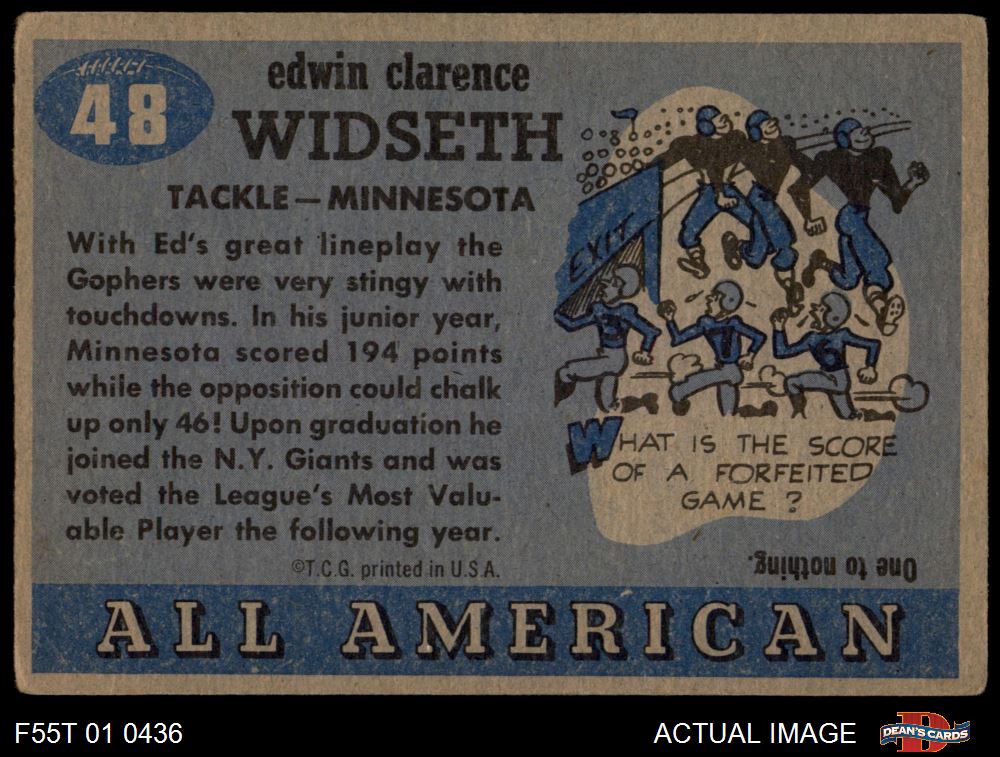 48
edwin clarence
WIDSETH
TACKLE—MINNESOTA
With Ed's great lineplay the
Gophers were very stingy with
touchdowns. In his junior year,
Minnesota scored 194 points
while the opposition could chalk
up only 46! Upon graduation he
joined the N.Y. Giants and was
voted the League's Most Valu-
able Player the following year.
©T.C.G. printed in U.S.A.
EXIT
WHAT IS THE SCORE
OF A FORFEITED
GAME?
One to nothing.
ALL AMERICAN
F55T 01 0436
ACTUAL IMAGE
DEAN'S CARDS